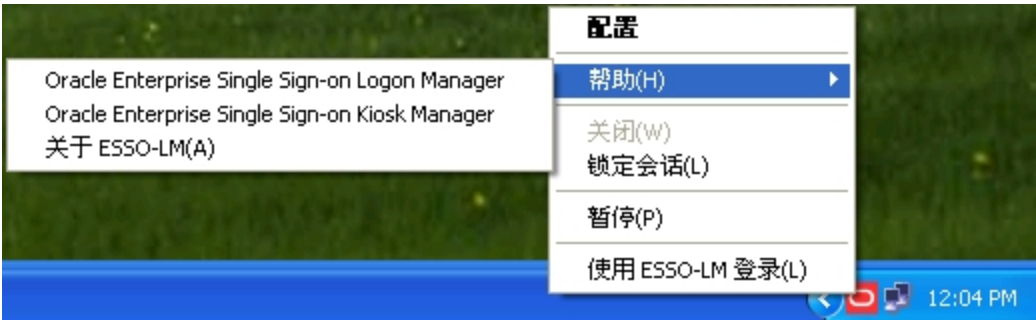 配置
帮助(H)
Oracle Enterprise Single Sign-on Logon Manager
Oracle Enterprise Single Sign-on Kiosk Manager
关于 ESSO-LM(A)
关闭(W)
锁定会话(L)
暂停(P)
使用 ESSO-LM 登录(L)
12:04 PM